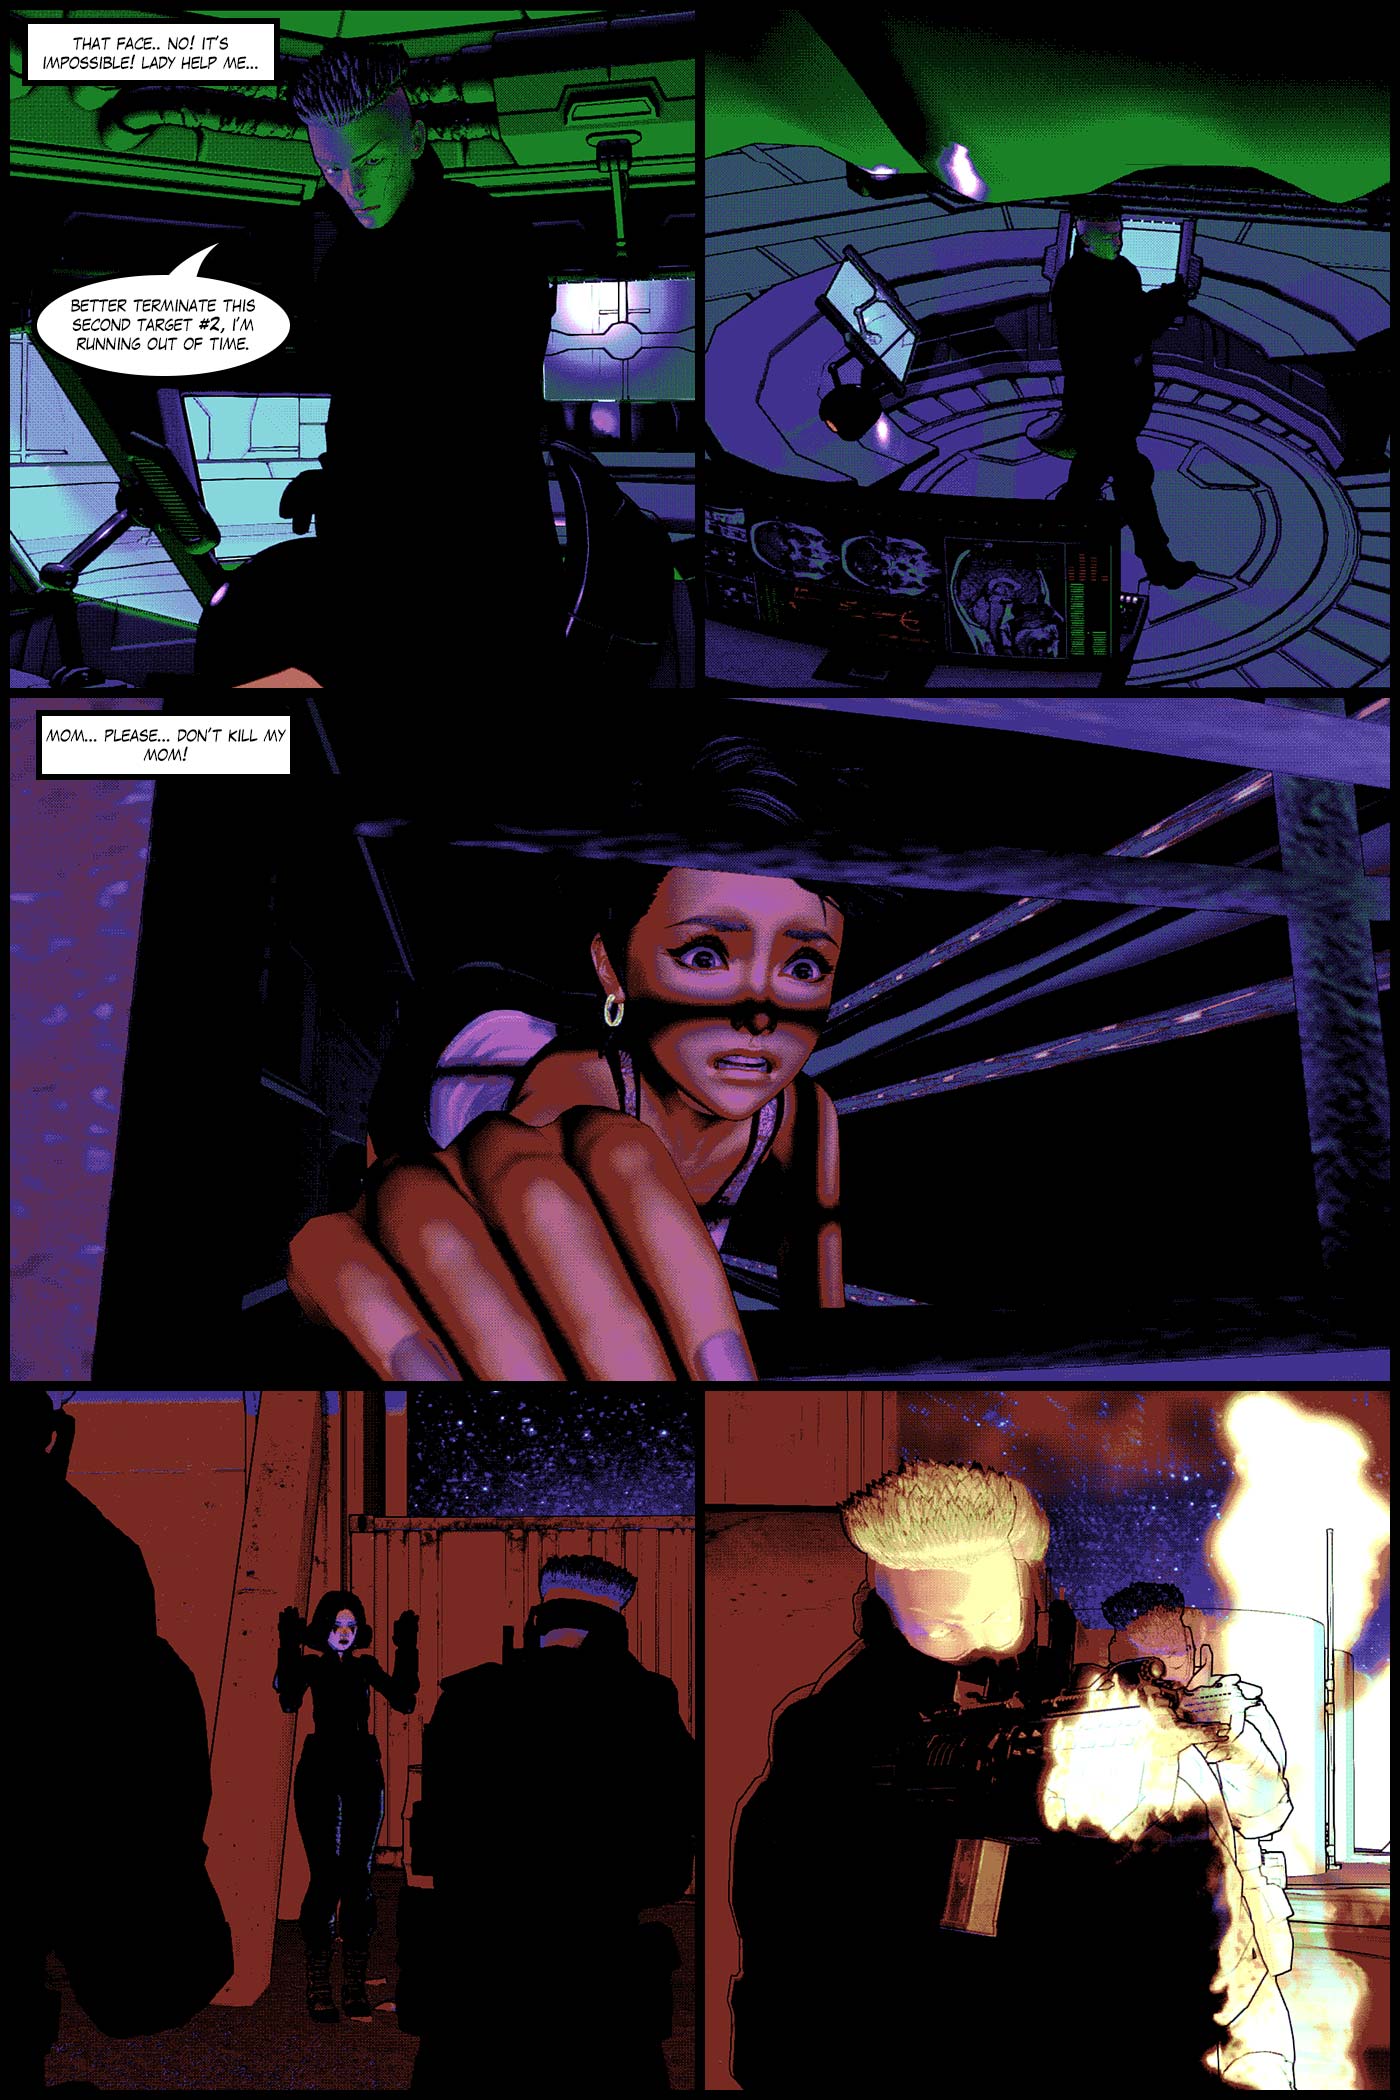 THAT FACE.. NO! IT'S
IMPOSSIBLE! LADY HELP ME...
BETTER TERMINATE THIS
SECOND TARGET #2, I'M
RUNNING OUT OF TIME.
MOM... PLEASE... DON'T KILL MY
MOM!